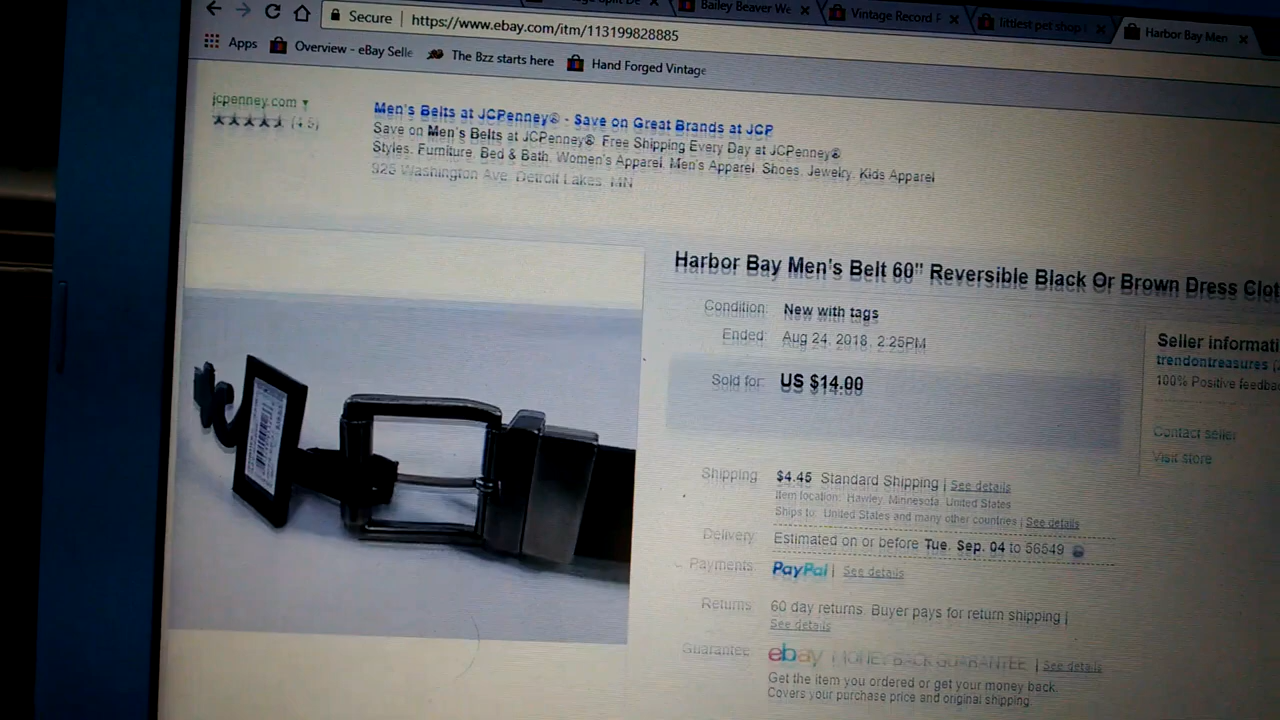 Bailey Beaver We
Vintage Record F
littlest pet shop
Harbor Bay Men
Secure https://www.ebay.com/itm/113199828885
Apps Overview - eBay Selle The Bzz starts here Hand Forged Vintage
jcpenney.com
Men's Belts at JCPenney® - Save on Great Brands at JCP
(4.5)
Save on Men's Belts at JCPenney® Free Shipping Every Day at JCPenney®
Styles: Furniture, Bed & Bath, Women's Apparel, Men's Apparel, Shoes, Jewelry, Kids Apparel
925 Washington Ave, Detroit Lakes, MN
Harbor Bay Men's Belt 60" Reversible Black Or Brown Dress Clot
Condition: New with tags
Ended: Aug 24, 2018, 2:25PM
Sold for: US $14.00
Seller informati
trendontreasures
100% Positive feedba
Contact seller
Visit store
Shipping: $4.45 Standard Shipping | See details
Item location: Hawley, Minnesota, United States
Ships to: United States and many other countries | See details
Delivery: Estimated on or before Tue. Sep. 04 to 56549
Payments: PayPal | See details
Returns: 60 day returns. Buyer pays for return shipping |
See details
Guarantee: ebay MONEY BACK GUARANTEE | See details
Get the item you ordered or get your money back.
Covers your purchase price and original shipping.